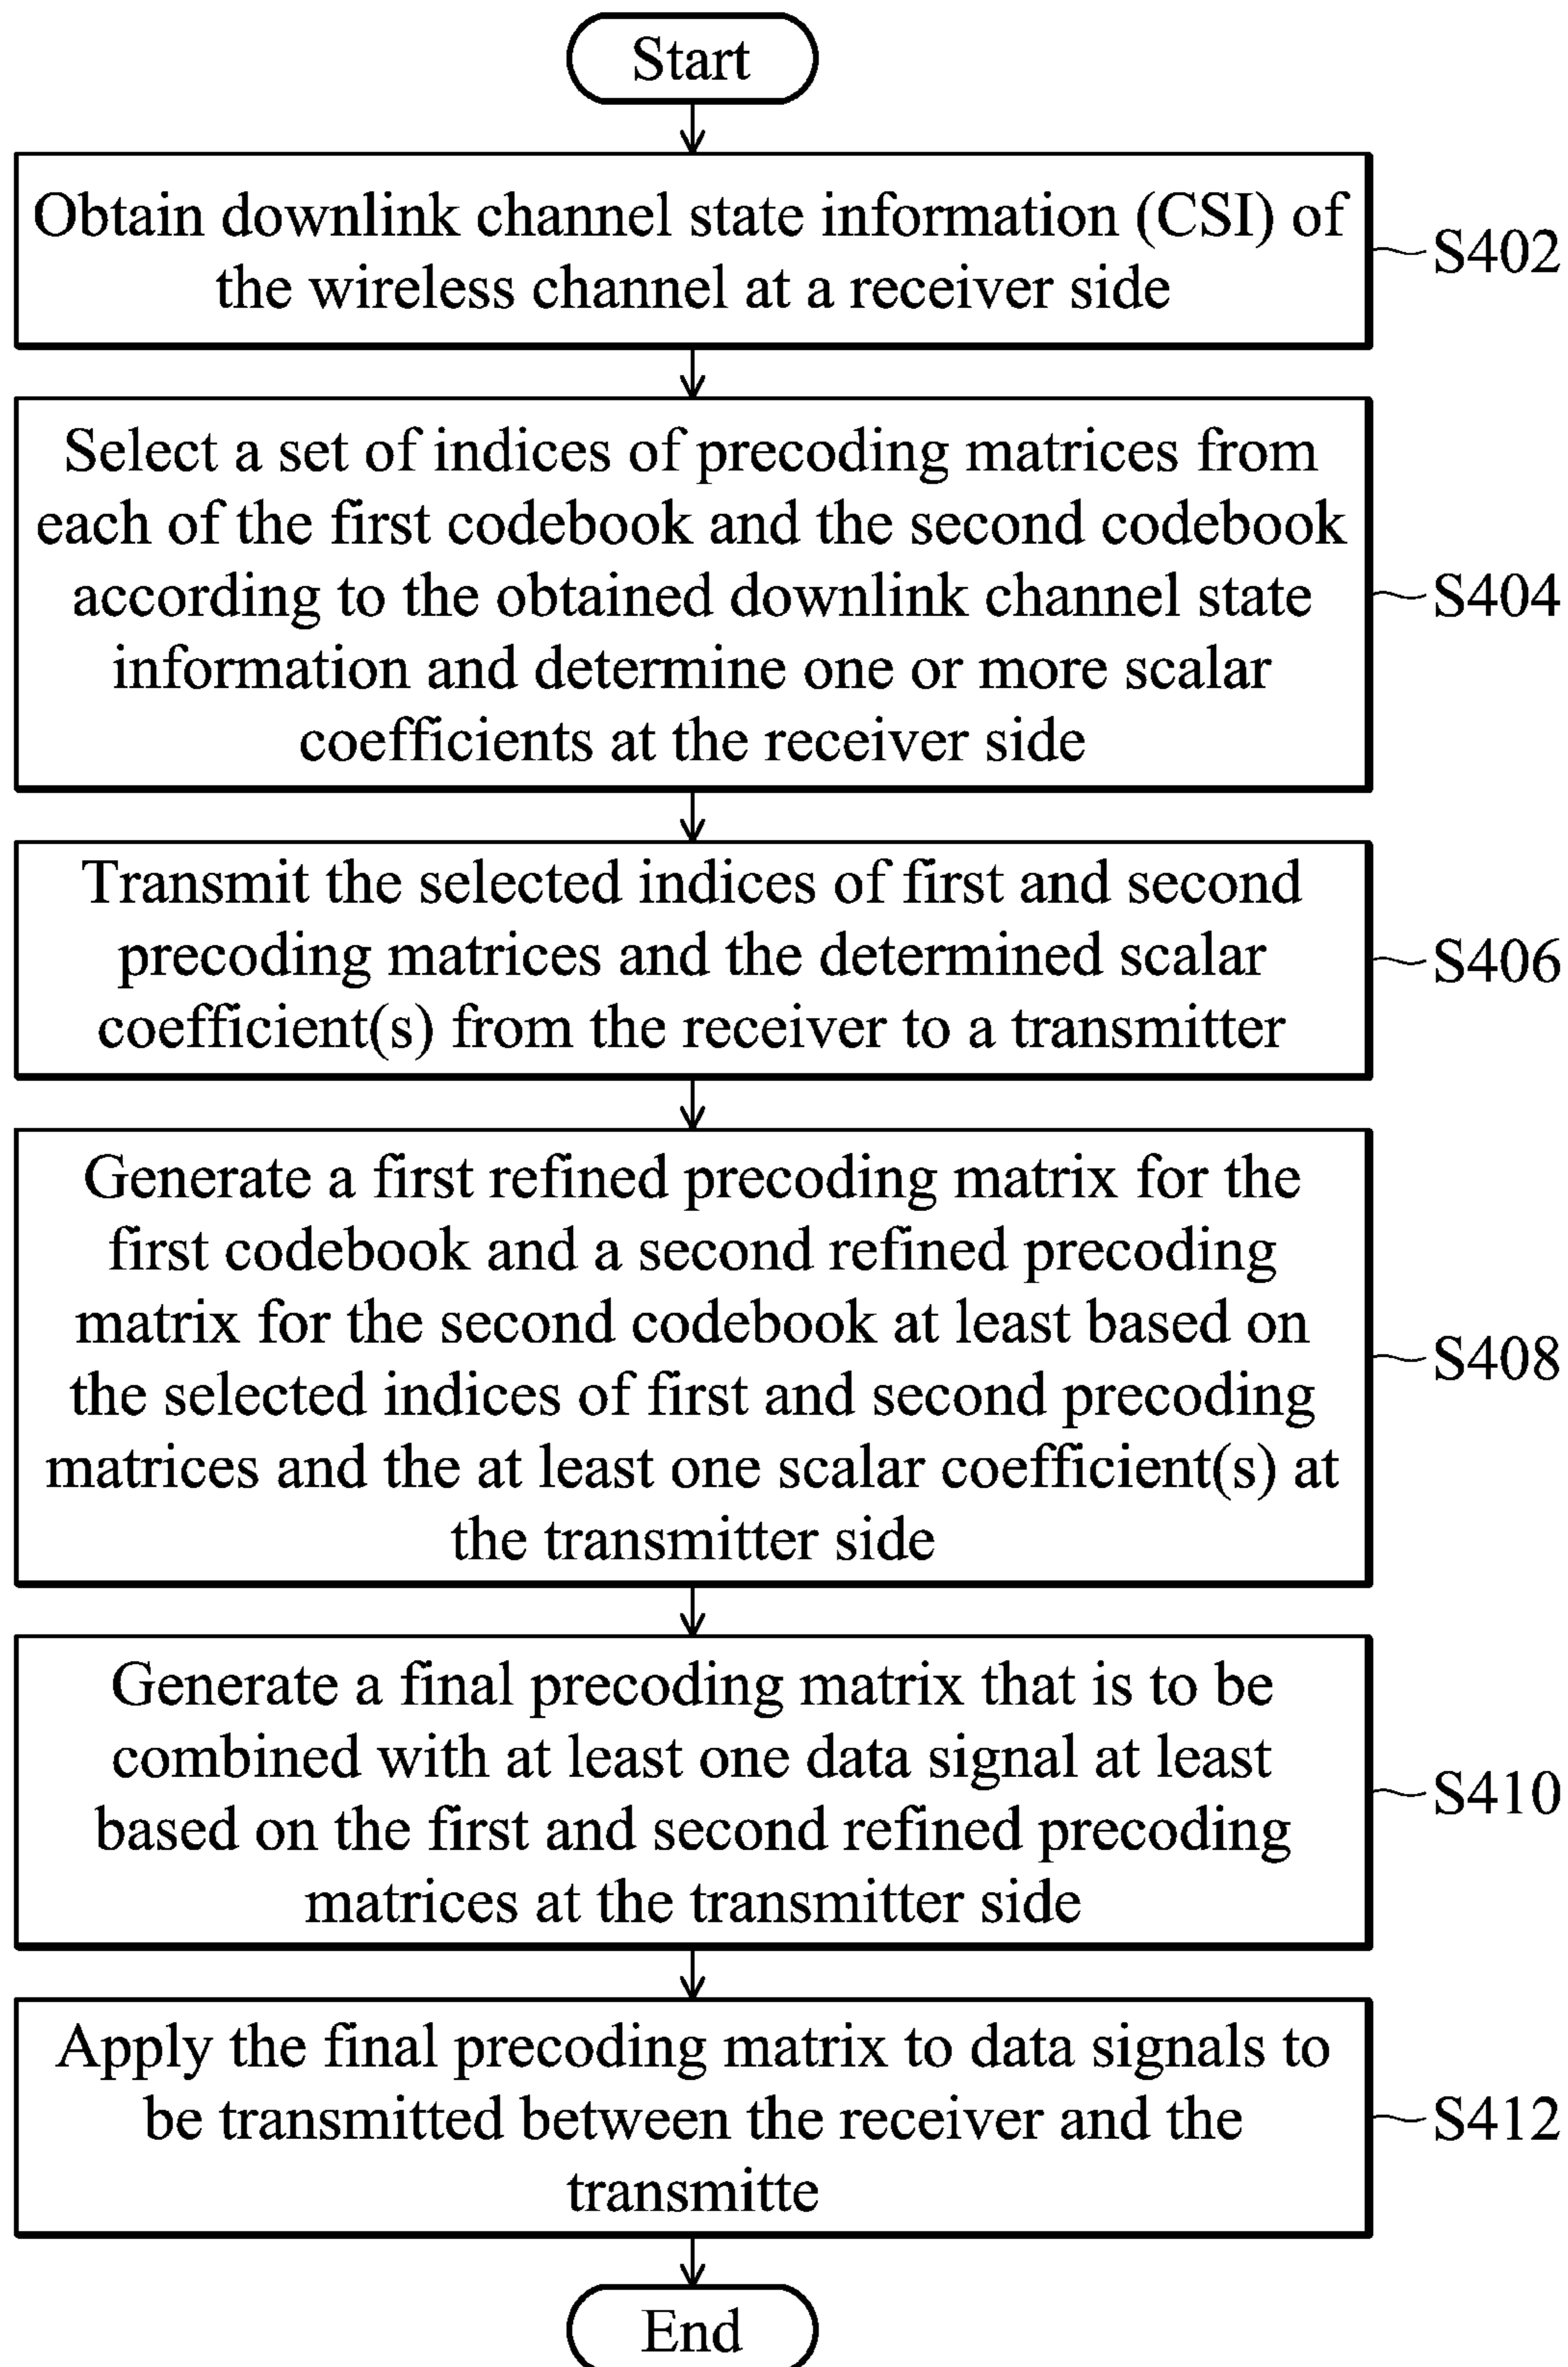 Start
Obtain downlink channel state information (CSI) of
the wireless channel at a receiver side
S402
Select a set of indices of precoding matrices from
each of the first codebook and the second codebook
according to the obtained downlink channel state
information and determine one or more scalar
coefficients at the receiver side
S404
Transmit the selected indices of first and second
precoding matrices and the determined scalar
coefficient(s) from the receiver to a transmitter
S406
Generate a first refined precoding matrix for the
first codebook and a second refined precoding
matrix for the second codebook at least based on
the selected indices of first and second precoding
matrices and the at least one scalar coefficient(s) at
the transmitter side
S408
Generate a final precoding matrix that is to be
combined with at least one data signal at least
based on the first and second refined precoding
matrices at the transmitter side
S410
Apply the final precoding matrix to data signals to
be transmitted between the receiver and the
transmitte
S412
End